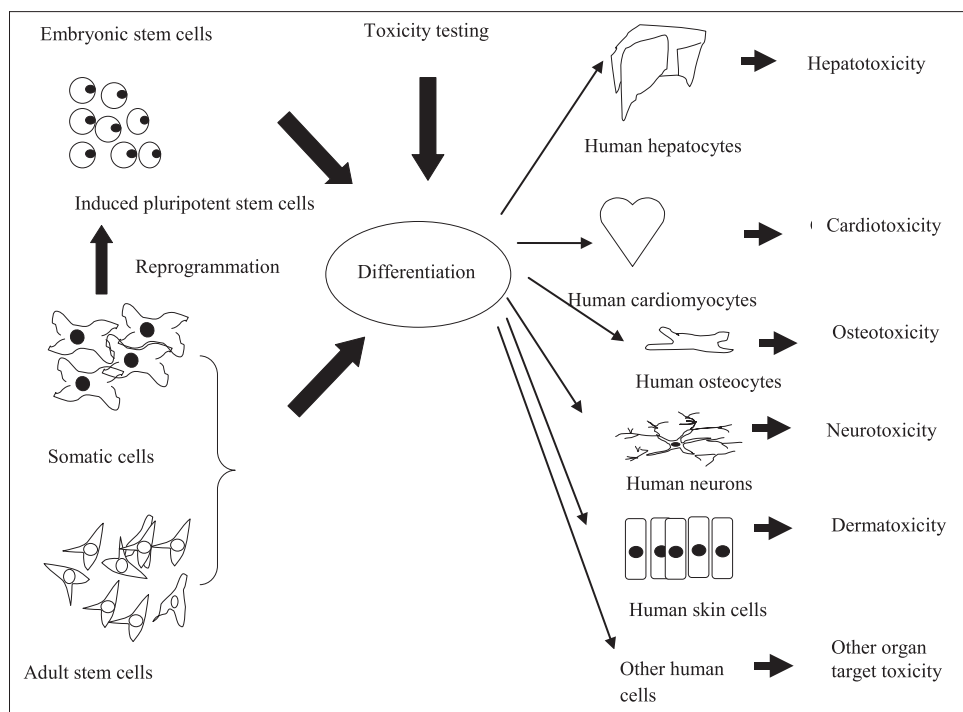 Embryonic stem cells
Toxicity testing
Hepatotoxicity
Human hepatocytes
Induced pluripotent stem cells
Cardiotoxicity
Reprogrammation
Differentiation
Human cardiomyocytes
Osteotoxicity
Human osteocytes
Neurotoxicity
Somatic cells
Human neurons
Dermatoxicity
Human skin cells
Adult stem cells
Other human
cells
Other organ
target toxicity